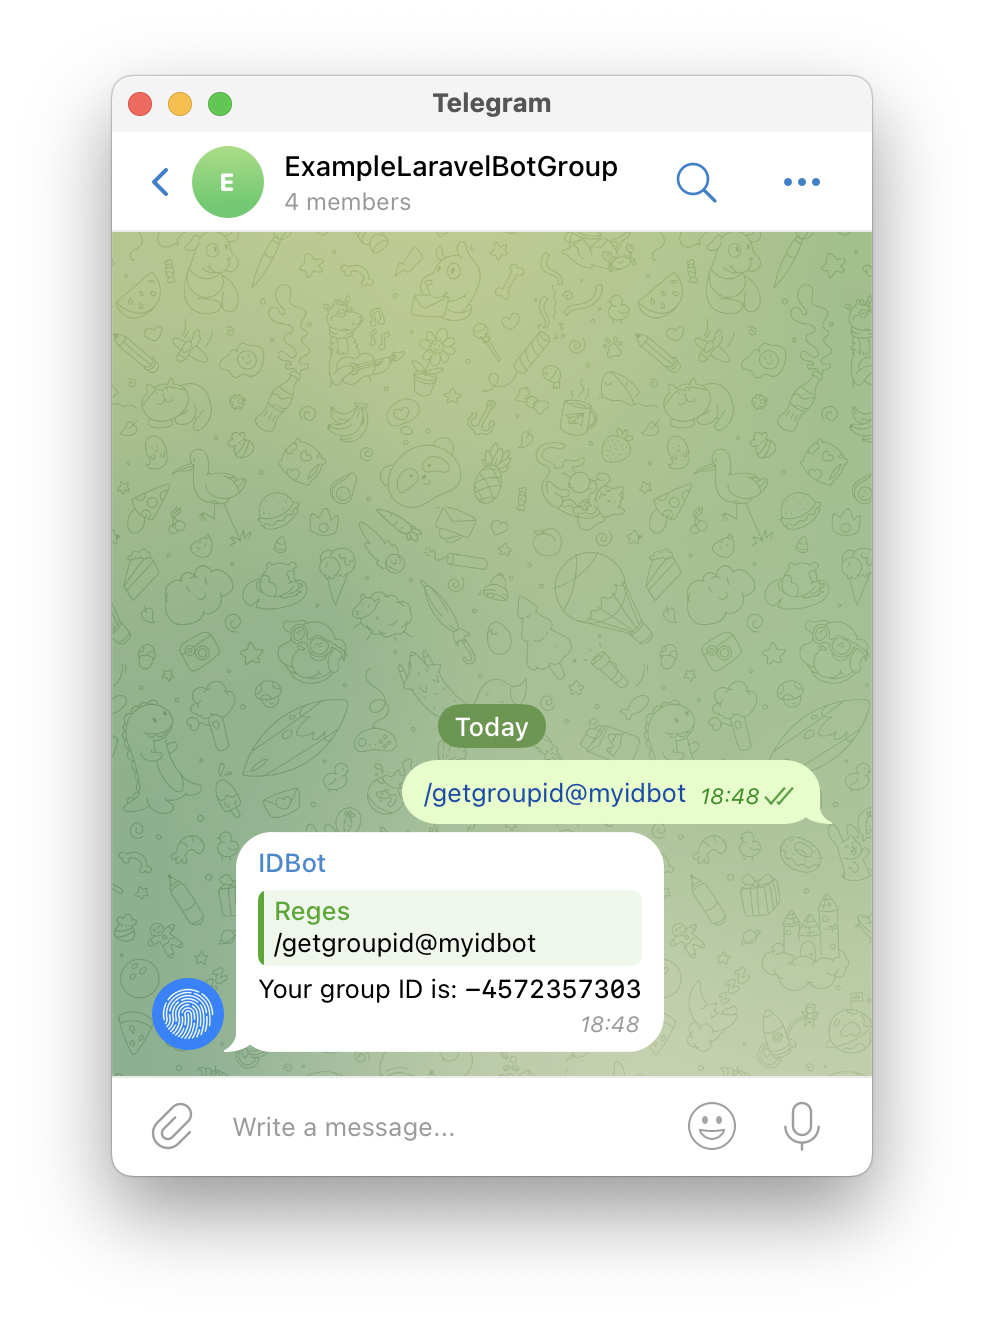 Telegram
E
ExampleLaravelBotGroup
4 members
Today
/getgroupid@myidbot 18:48
IDBot
Reges
/getgroupid@myidbot
Your group ID is: -4572357303
18:48
Write a message...